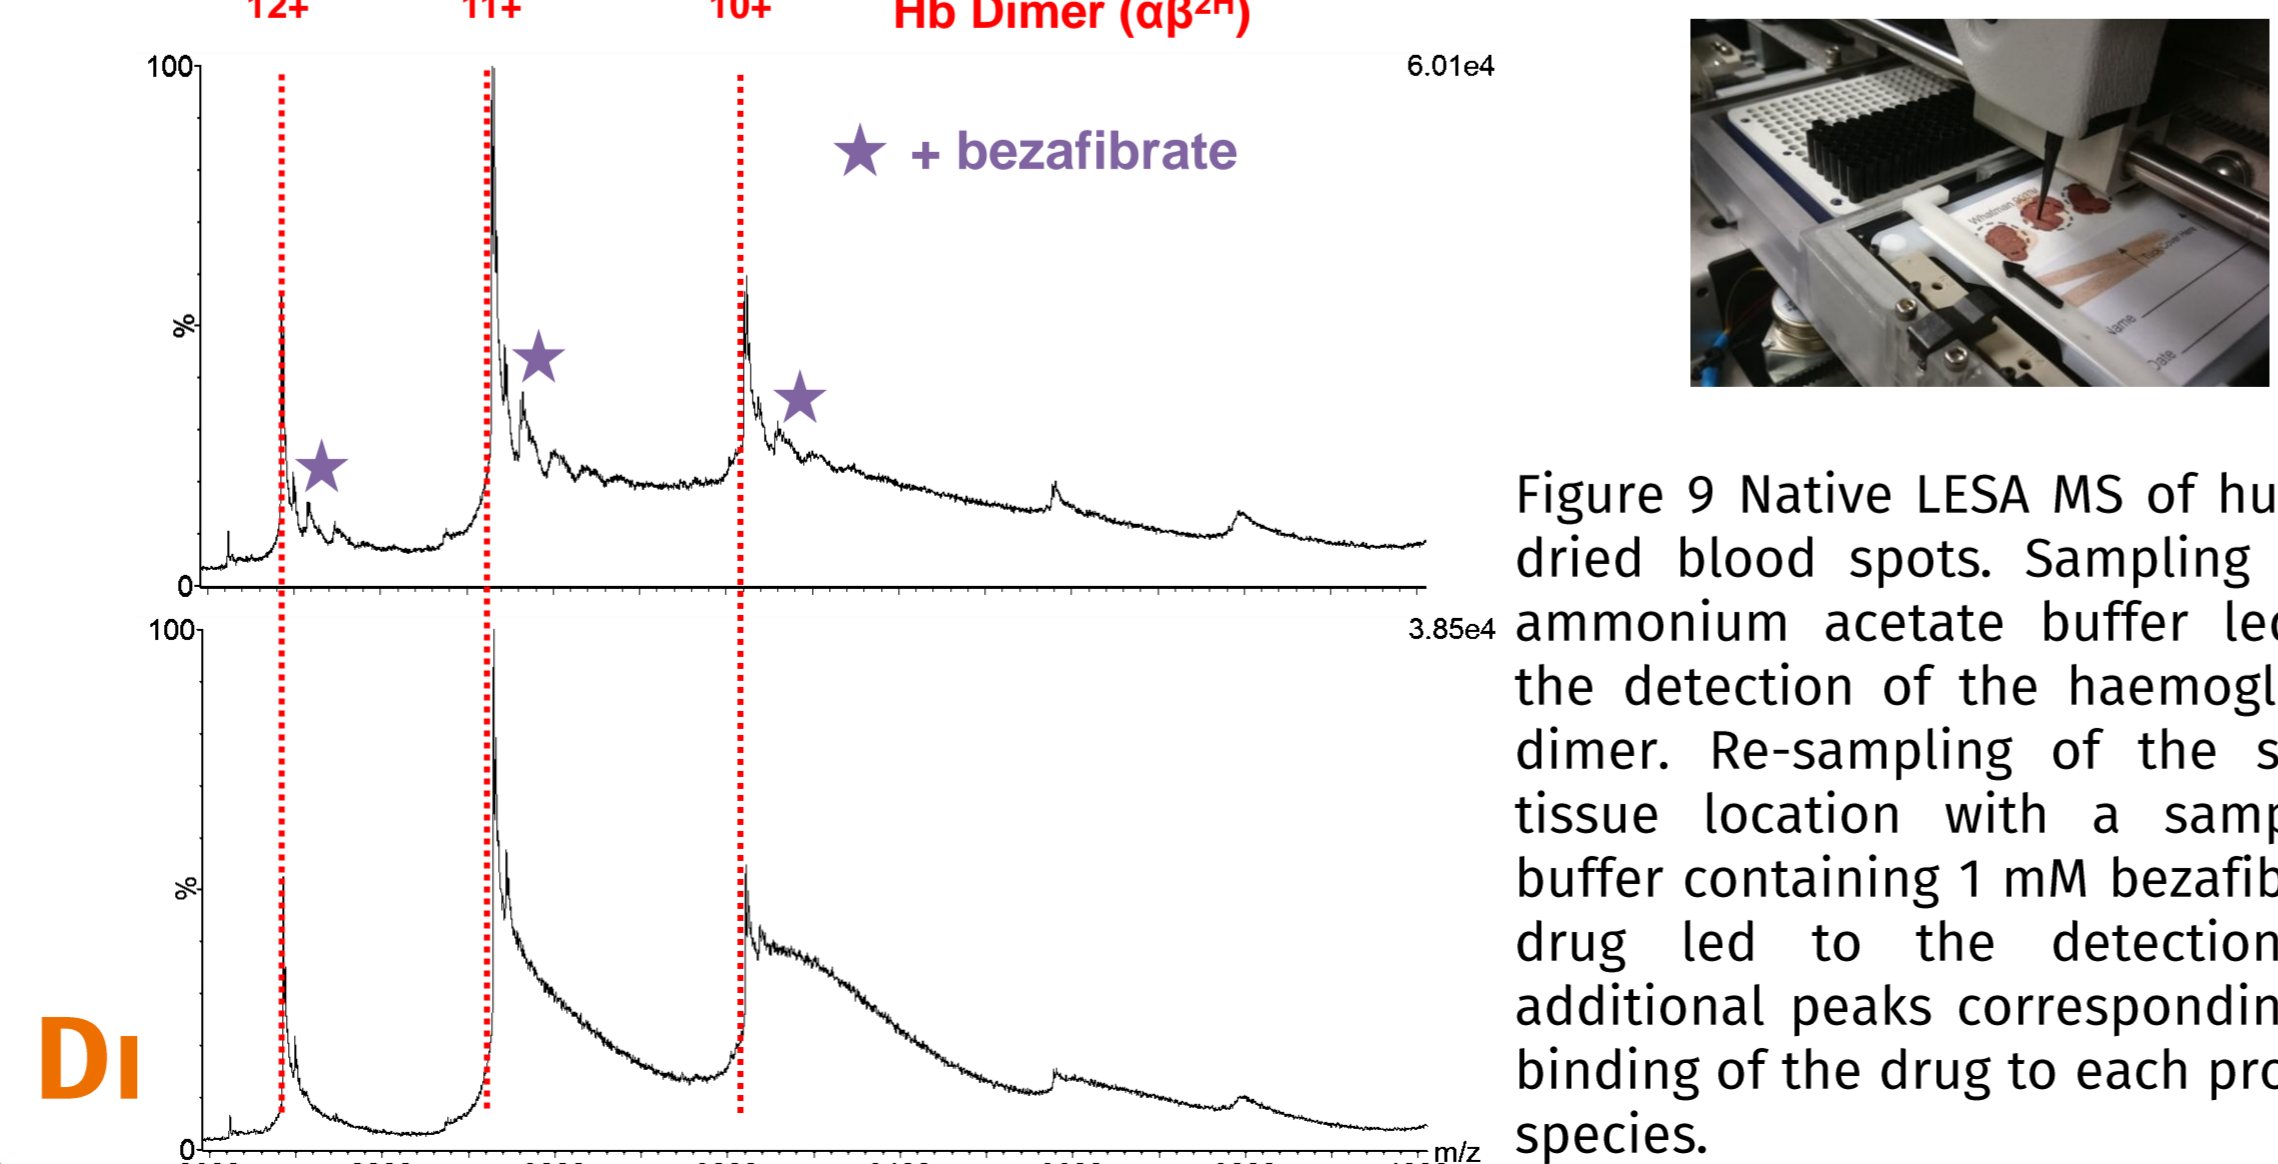 12+ 11+ 10+ Hb Dimer (αβ²ᴴ)
100
6.01e4
+ bezafibrate
%
0
100
3.85e4
%
0
m/z
Whatman
Name
Date
Figure 9 Native LESA MS of hu
dried blood spots. Sampling
ammonium acetate buffer led
the detection of the haemogl
dimer. Re-sampling of the s
tissue location with a samp
buffer containing 1 mM bezafib
drug led to the detection
additional peaks correspondin
binding of the drug to each pro
species.
Dı